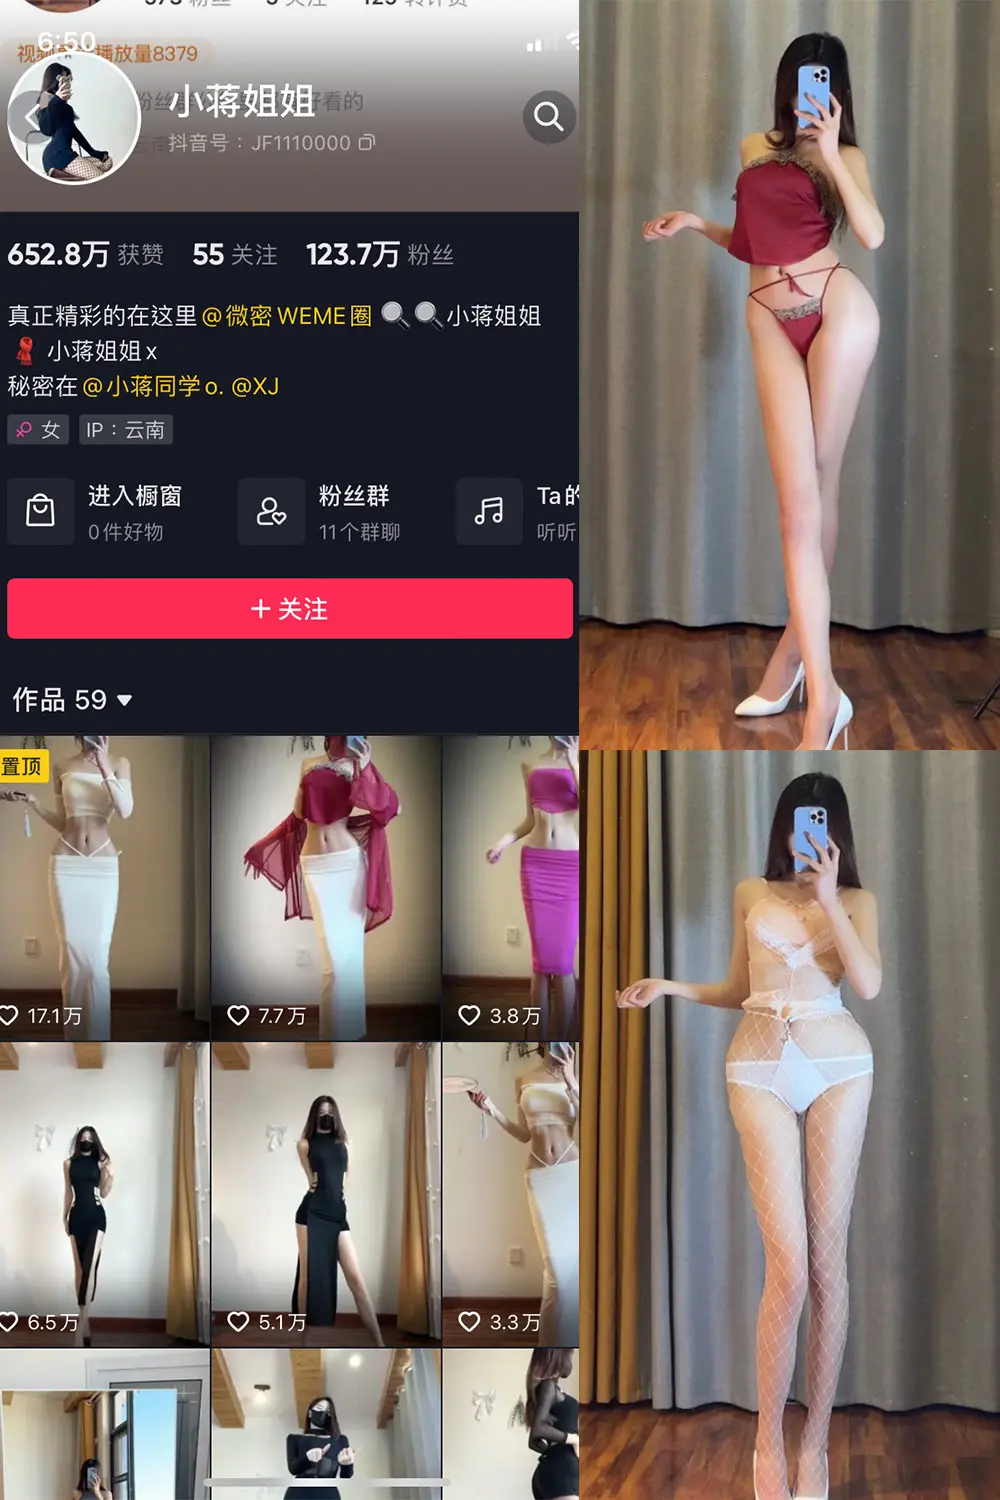 6:50
播放量8379
小蒋姐姐
抖音号：JF1110000
652.8万 获赞 55 关注 123.7万 粉丝
真正精彩的在这里@微密WEME圈🔍🔍小蒋姐姐
🧣 小蒋姐姐x
秘密在@小蒋同学o. @XJ
女 IP：云南
进入橱窗
0件好物
粉丝群
11个群聊
Ta的
听听
+ 关注
作品 59
置顶
17.1万 7.7万 3.8万
6.5万 5.1万 3.3万